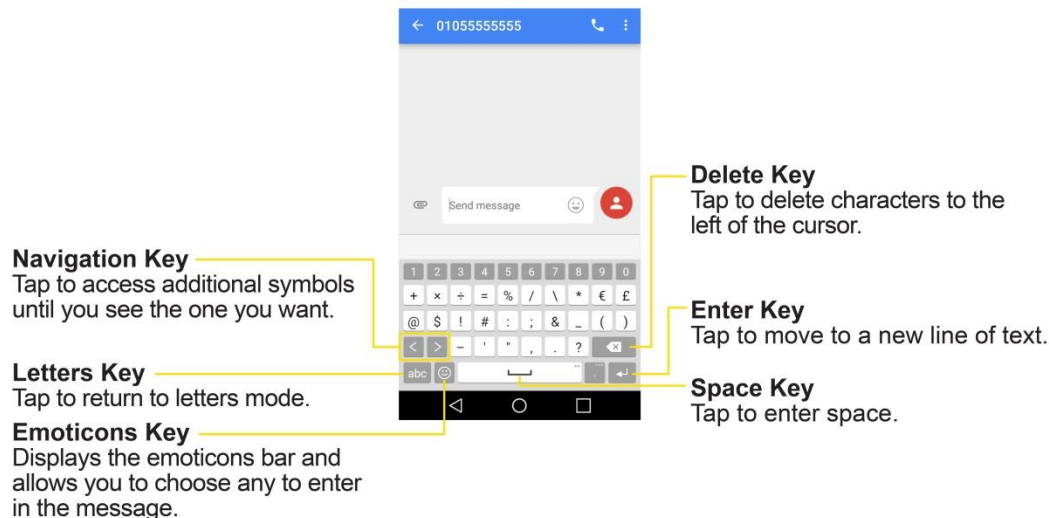 01055555555
Send message
Delete Key
Tap to delete characters to the
left of the cursor.
Navigation Key
Tap to access additional symbols
until you see the one you want.
1 2 3 4 5 6 7 8 9 0
+ × ÷ = % / \ * € £
@ $ ! # : ; & _ ( )
< > – ' " , . ?
abc
Enter Key
Tap to move to a new line of text.
Letters Key
Tap to return to letters mode.
Space Key
Tap to enter space.
Emoticons Key
Displays the emoticons bar and
allows you to choose any to enter
in the message.